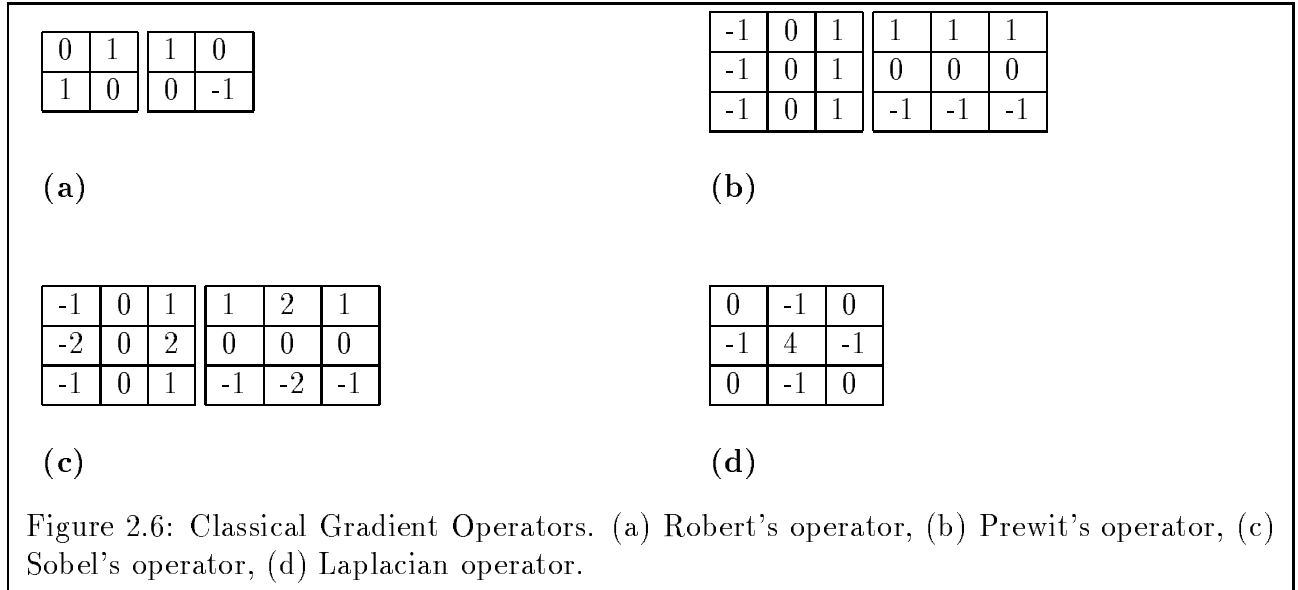 0 1 1 0
1 0 0 -1
(a)
-1 0 1 1 1 1
-1 0 1 0 0 0
-1 0 1 -1 -1 -1
(b)
-1 0 1 1 2 1
-2 0 2 0 0 0
-1 0 1 -1 -2 -1
(c)
0 -1 0
-1 4 -1
0 -1 0
(d)
Figure 2.6: Classical Gradient Operators. (a) Robert's operator, (b) Prewit's operator, (c)
Sobel's operator, (d) Laplacian operator.